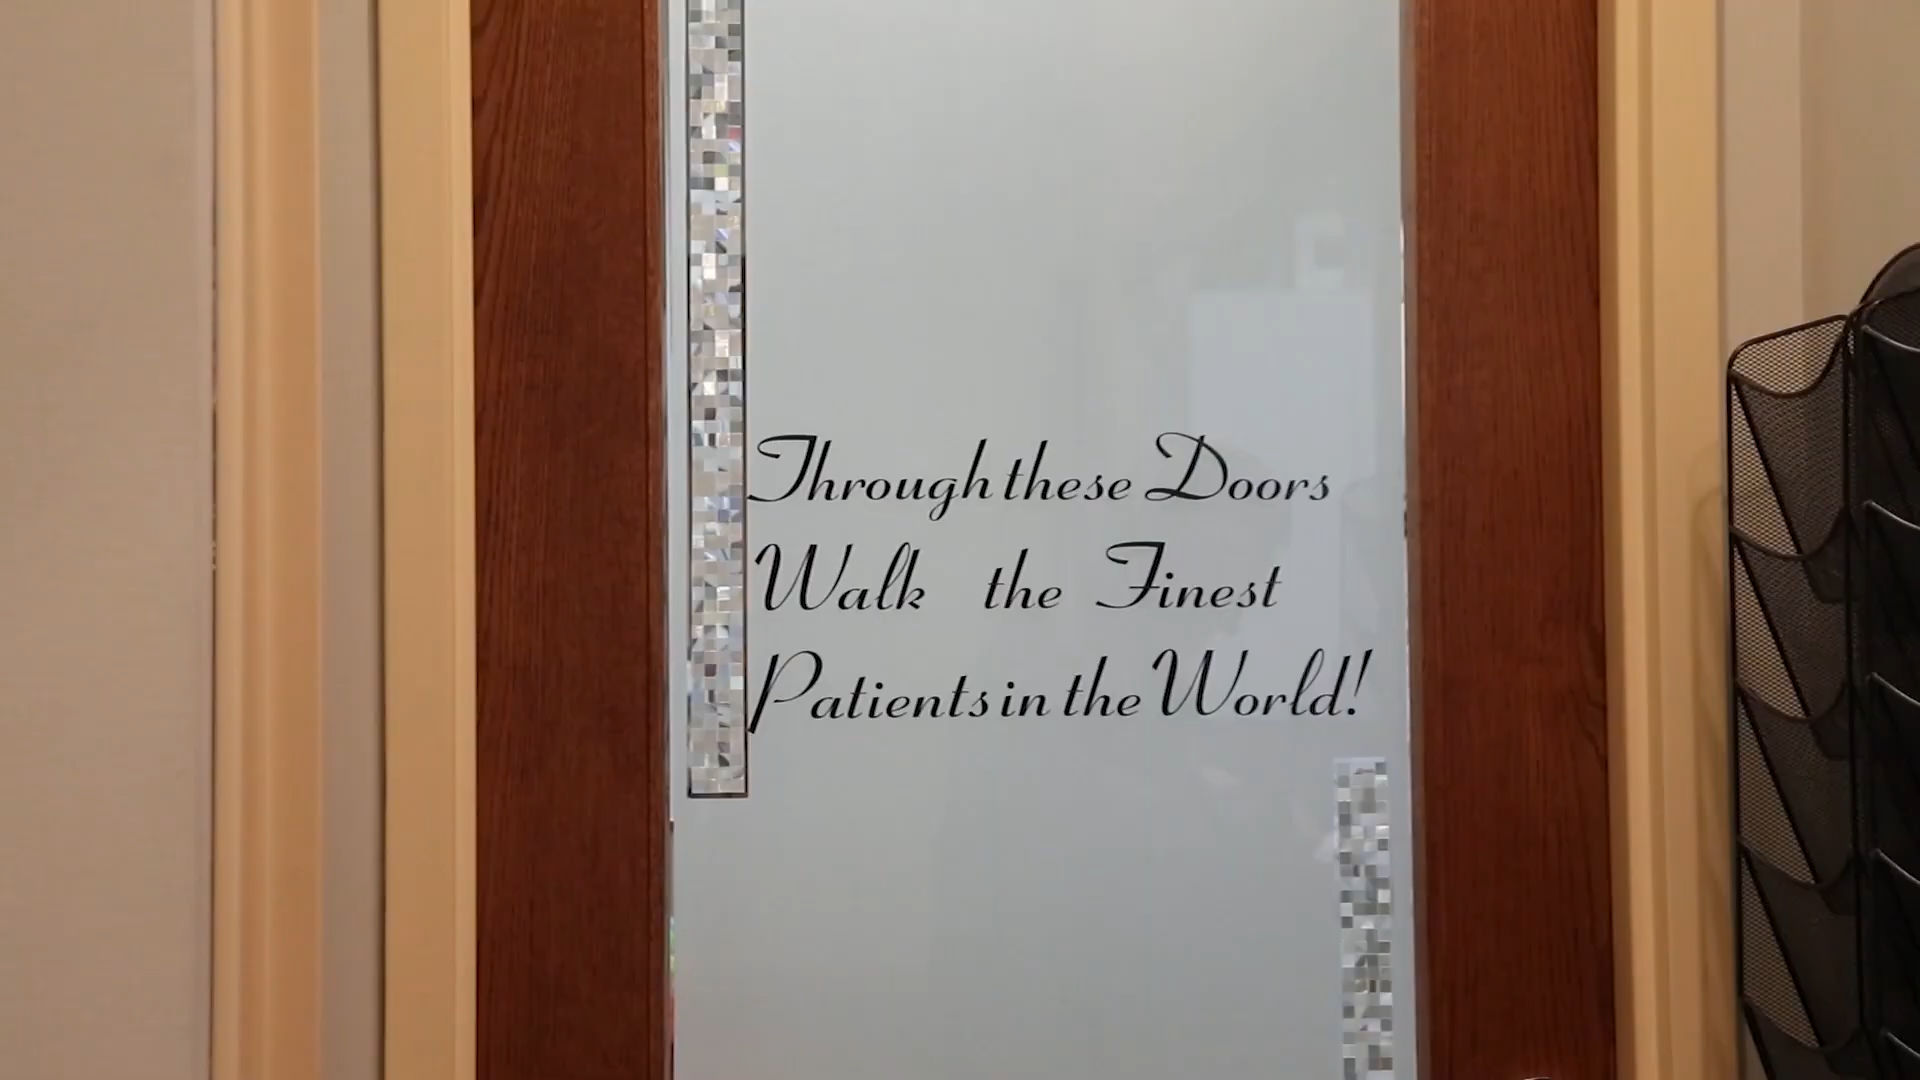 Through these Doors
Walk the Finest
Patients in the World!